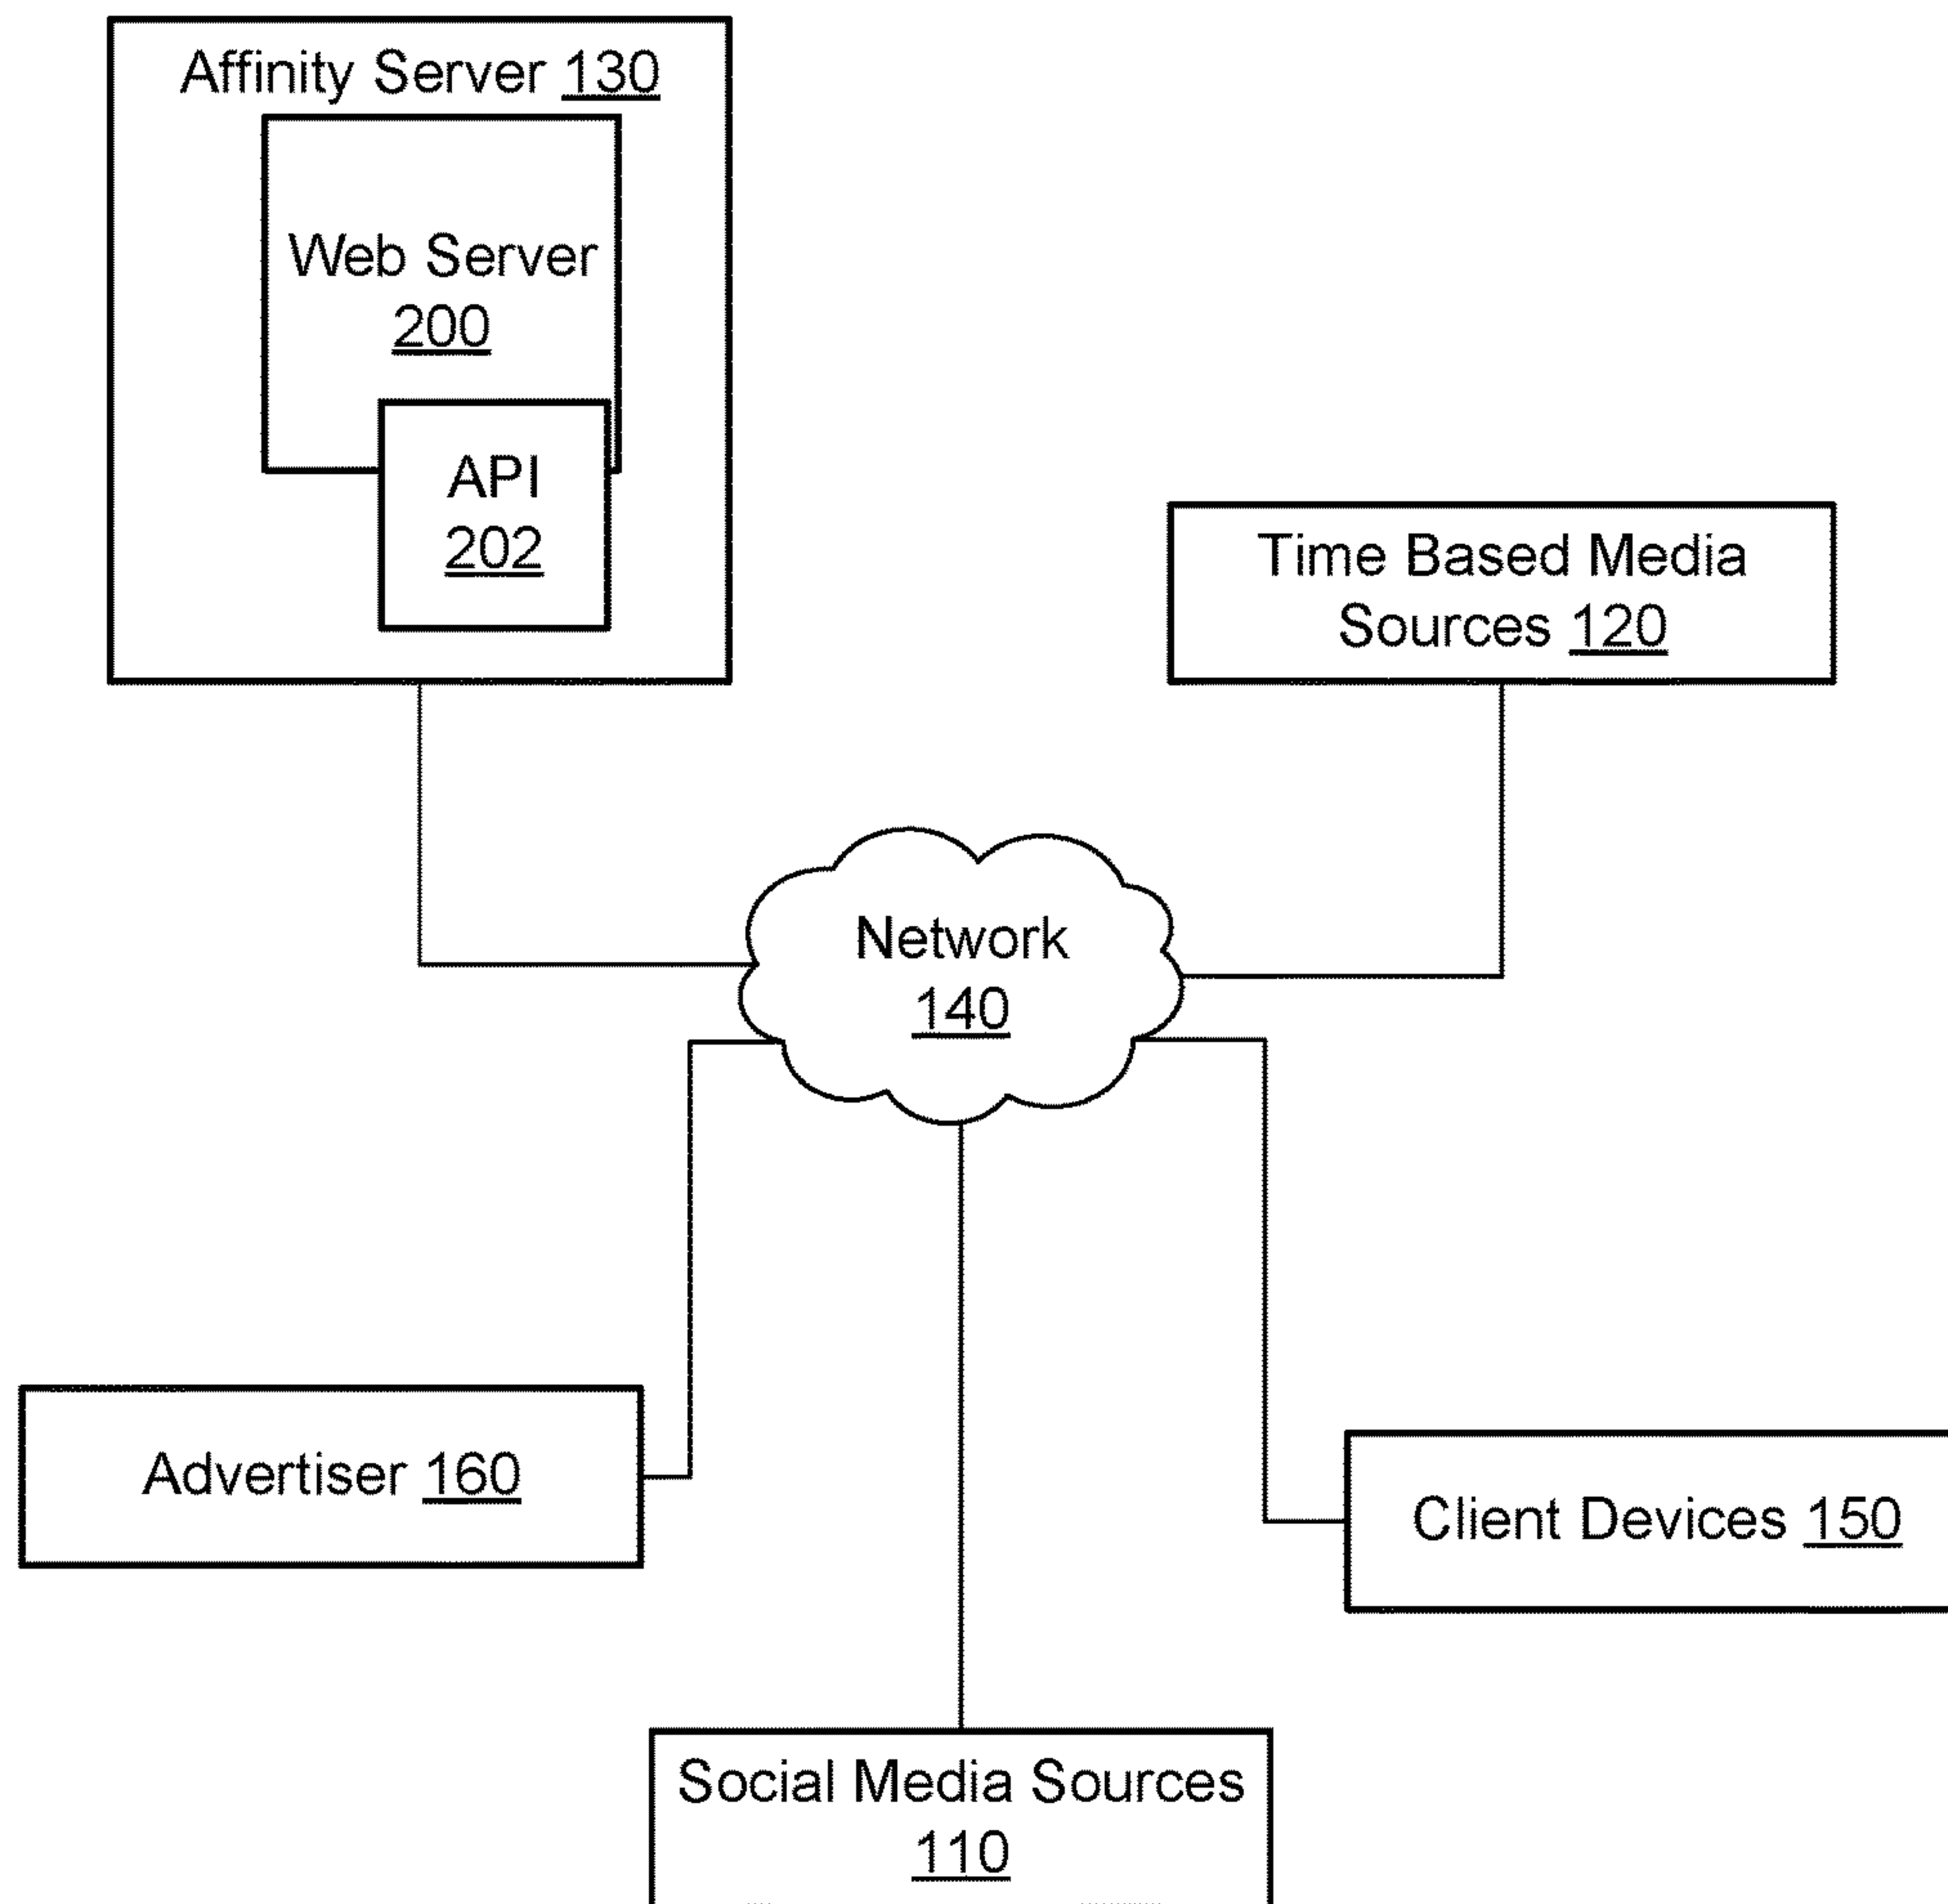 Affinity Server 130
Web Server
200
API
202
Time Based Media
Sources 120
Network
140
Advertiser 160
Client Devices 150
Social Media Sources
110